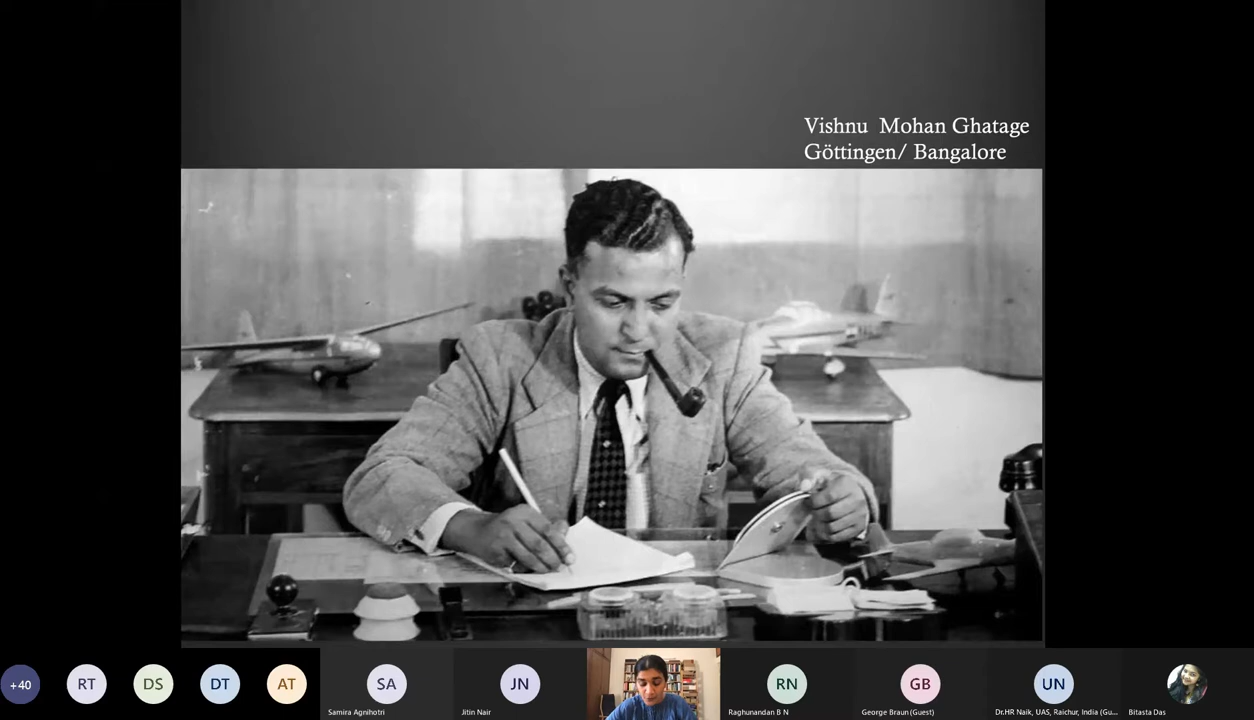 Vishnu  Mohan Ghatage
Göttingen/ Bangalore
+40
RT
DS
DT
AT
SA
JN
RN
GB
UN
Samira Agnihotri
Jitin Nair
Raghunandan B N
George Braun (Guest)
Dr.HR Naik, UAS, Raichur, India (Gu...
Bitasta Das